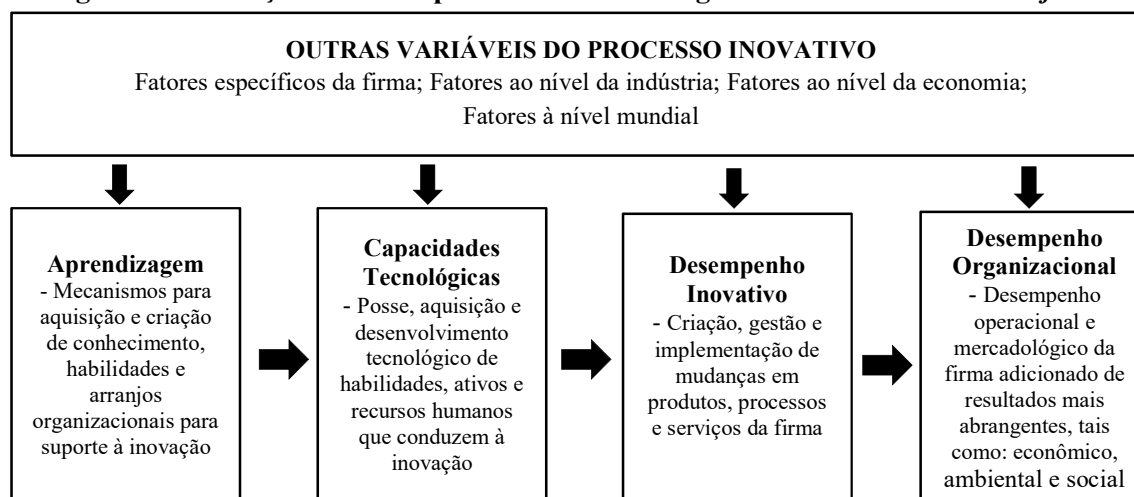 OUTRAS VARIÁVEIS DO PROCESSO INOVATIVO
Fatores específicos da firma; Fatores ao nível da indústria; Fatores ao nível da economia;
Fatores à nível mundial
Aprendizagem
- Mecanismos para
aquisição e criação
de conhecimento,
habilidades e
arranjos
organizacionais para
suporte à inovação
Capacidades
Tecnológicas
- Posse, aquisição e
desenvolvimento
tecnológico de
habilidades, ativos e
recursos humanos
que conduzem à
inovação
Desempenho
Inovativo
- Criação, gestão e
implementação de
mudanças em
produtos, processos
e serviços da firma
Desempenho
Organizacional
- Desempenho
operacional e
mercadológico da
firma adicionado de
resultados mais
abrangentes, tais
como: econômico,
ambiental e social